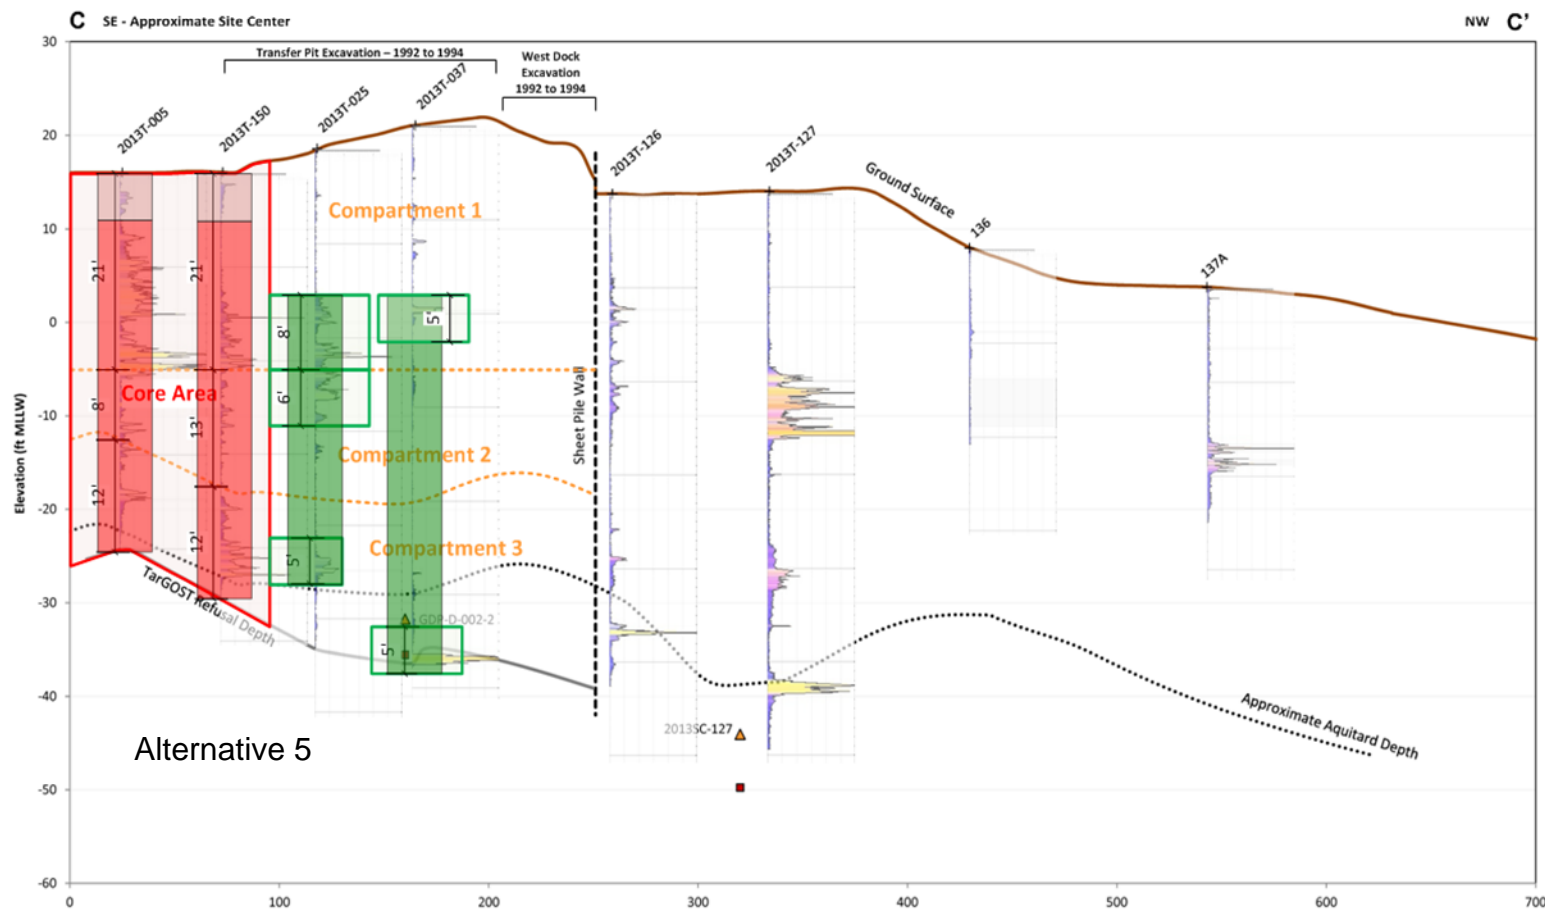 C SE - Approximate Site Center NW C'
Transfer Pit Excavation – 1992 to 1994
West Dock
Excavation
1992 to 1994
2013T-005
2013T-150
2013T-025
2013T-037
2013T-126
2013T-127
Ground Surface
136
137A
30
20
10
0
-10
-20
-30
-40
-50
-60
Elevation (ft MLLW)
Compartment 1
21'
21'
8'
5'
Core Area
8'
13'
6'
Sheet Pile Wall
Compartment 2
12'
12'
Compartment 3
5'
TarGOST Refusal Depth
GDP-D-002-2
5'
2013SC-127
Approximate Aquitard Depth
Alternative 5
0 100 200 300 400 500 600 700